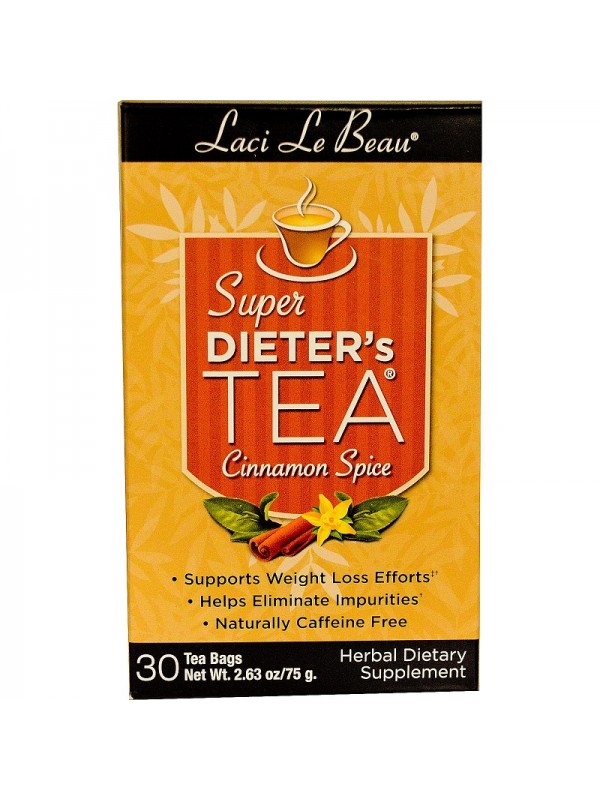 Laci Le Beau®
Super
DIETER's
TEA®
Cinnamon Spice
• Supports Weight Loss Efforts‡†
• Helps Eliminate Impurities†
• Naturally Caffeine Free
30 Tea Bags
Net Wt. 2.63 oz/75 g.
Herbal Dietary
Supplement